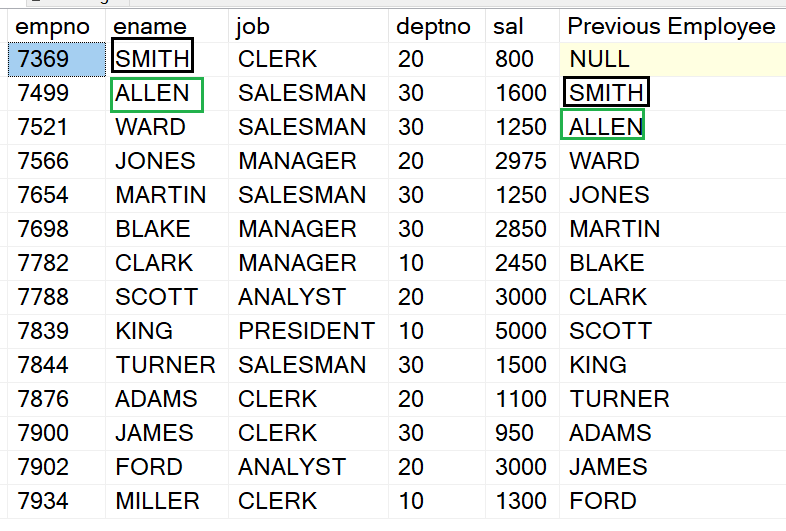 empno ename job deptno sal Previous Employee
7369 SMITH CLERK 20 800 NULL
7499 ALLEN SALESMAN 30 1600 SMITH
7521 WARD SALESMAN 30 1250 ALLEN
7566 JONES MANAGER 20 2975 WARD
7654 MARTIN SALESMAN 30 1250 JONES
7698 BLAKE MANAGER 30 2850 MARTIN
7782 CLARK MANAGER 10 2450 BLAKE
7788 SCOTT ANALYST 20 3000 CLARK
7839 KING PRESIDENT 10 5000 SCOTT
7844 TURNER SALESMAN 30 1500 KING
7876 ADAMS CLERK 20 1100 TURNER
7900 JAMES CLERK 30 950 ADAMS
7902 FORD ANALYST 20 3000 JAMES
7934 MILLER CLERK 10 1300 FORD